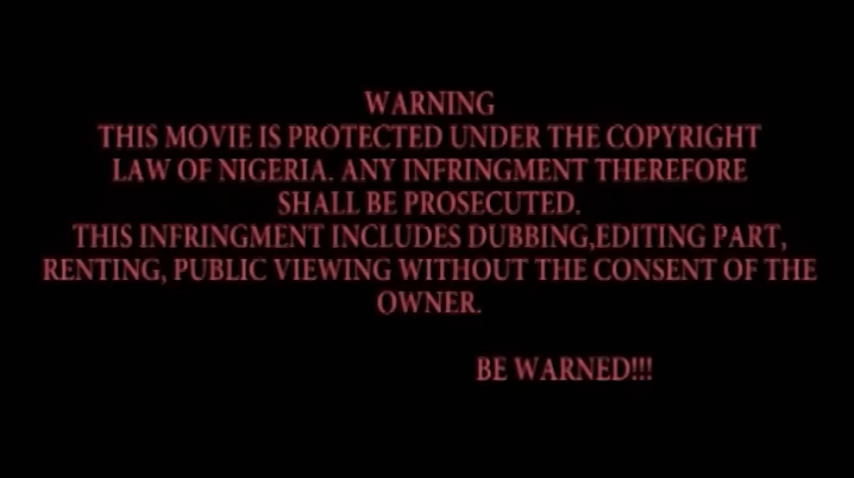 WARNING
THIS MOVIE IS PROTECTED UNDER THE COPYRIGHT
LAW OF NIGERIA. ANY INFRINGMENT THEREFORE
SHALL BE PROSECUTED.
THIS INFRINGMENT INCLUDES DUBBING,EDITING PART,
RENTING, PUBLIC VIEWING WITHOUT THE CONSENT OF THE
OWNER.
BE WARNED!!!